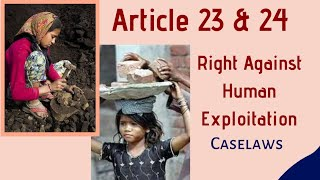 Article 23 & 24
Right Against
Human
Exploitation
CASELAWS